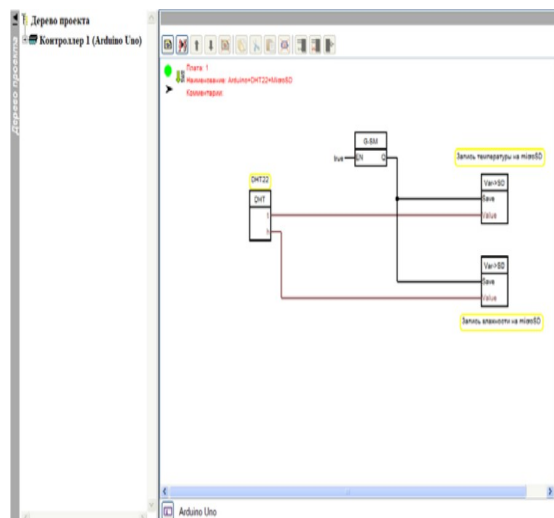 Дерево проекта
Дерево проекта
Контроллер 1 (Arduino Uno)
Плата: 1
Наименование: Arduino+DHT22+MicroSD
Комментарии:
G-SM
true
EN Q
Запись температуры на microSD
DHT22
DHT
t
h
Var->SD
Save
Value
Var->SD
Save
Value
Запись влажности на microSD
Arduino Uno